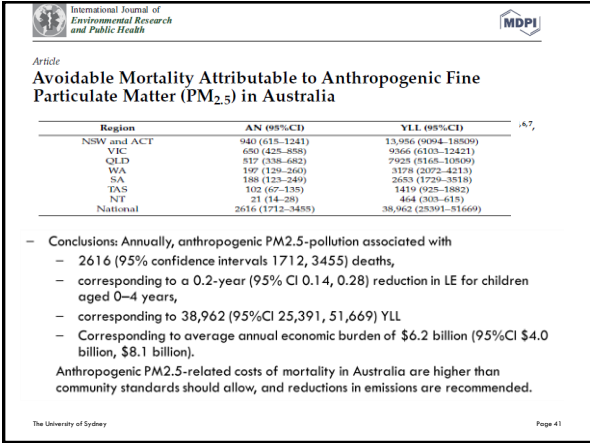 International Journal of
Environmental Research
and Public Health
MDPI
Article
Avoidable Mortality Attributable to Anthropogenic Fine
Particulate Matter (PM2.5) in Australia
,6,7,
Region AN (95%CI) YLL (95%CI)
NSW and ACT 940 (615–1241) 13,956 (9094–18509)
VIC 650 (425–858) 9366 (6103–12421)
QLD 517 (338–682) 7925 (5165–10509)
WA 197 (129–260) 3178 (2072–4213)
SA 188 (123–249) 2653 (1729–3518)
TAS 102 (67–135) 1419 (925–1882)
NT 21 (14–28) 464 (303–615)
National 2616 (1712–3455) 38,962 (25391–51669)
– Conclusions: Annually, anthropogenic PM2.5-pollution associated with
– 2616 (95% confidence intervals 1712, 3455) deaths,
– corresponding to a 0.2-year (95% CI 0.14, 0.28) reduction in LE for children
aged 0–4 years,
– corresponding to 38,962 (95%CI 25,391, 51,669) YLL
– Corresponding to average annual economic burden of $6.2 billion (95%CI $4.0
billion, $8.1 billion).
Anthropogenic PM2.5-related costs of mortality in Australia are higher than
community standards should allow, and reductions in emissions are recommended.
The University of Sydney Page 41